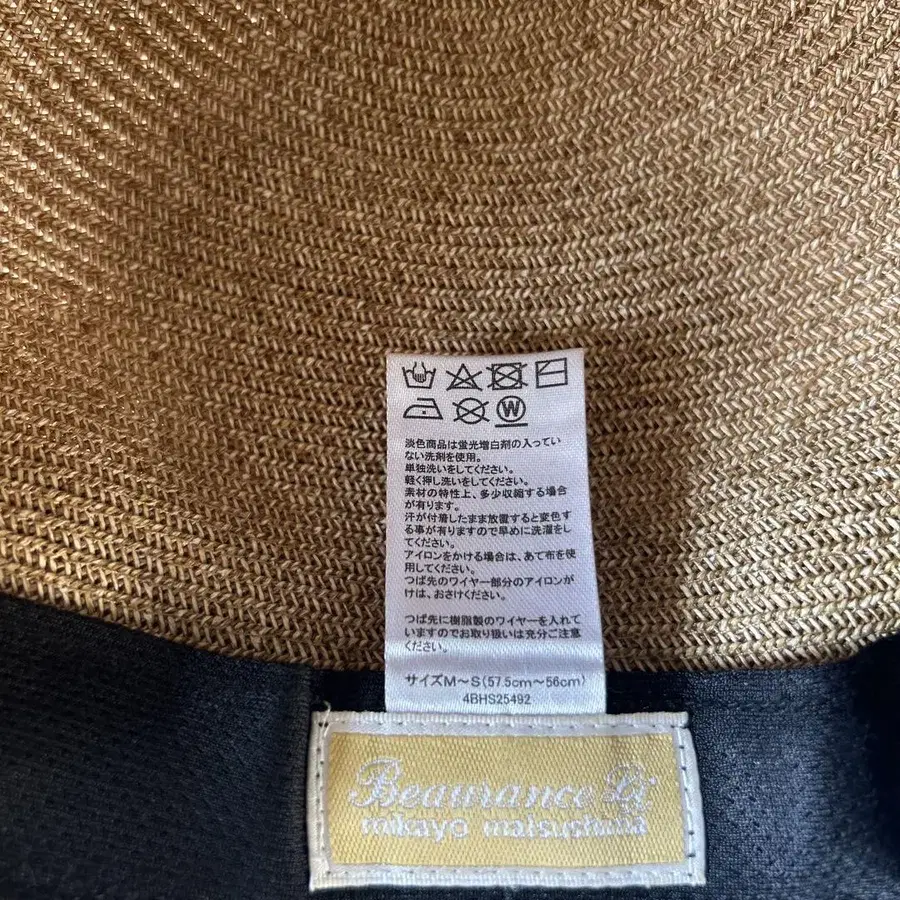 W
淡色商品は蛍光増白剤の入ってい
ない洗剤を使用。
単独洗いをしてください。
軽く押し洗いをしてください。
素材の特性上、多少収縮する場合
が有ります。
汗が付着したまま放置すると変色す
る事が有りますので早めに洗濯をし
てください。
アイロンをかける場合は、あて布を使
用してください。
つば先のワイヤー部分のアイロンが
けは、おさけください。
つば先に樹脂製のワイヤーを入れて
いますのでお取り扱いは充分ご注意
ください。
サイズM～S(57.5cm～56cm)
4BHS25492
Beaurance
mikayo matsushima